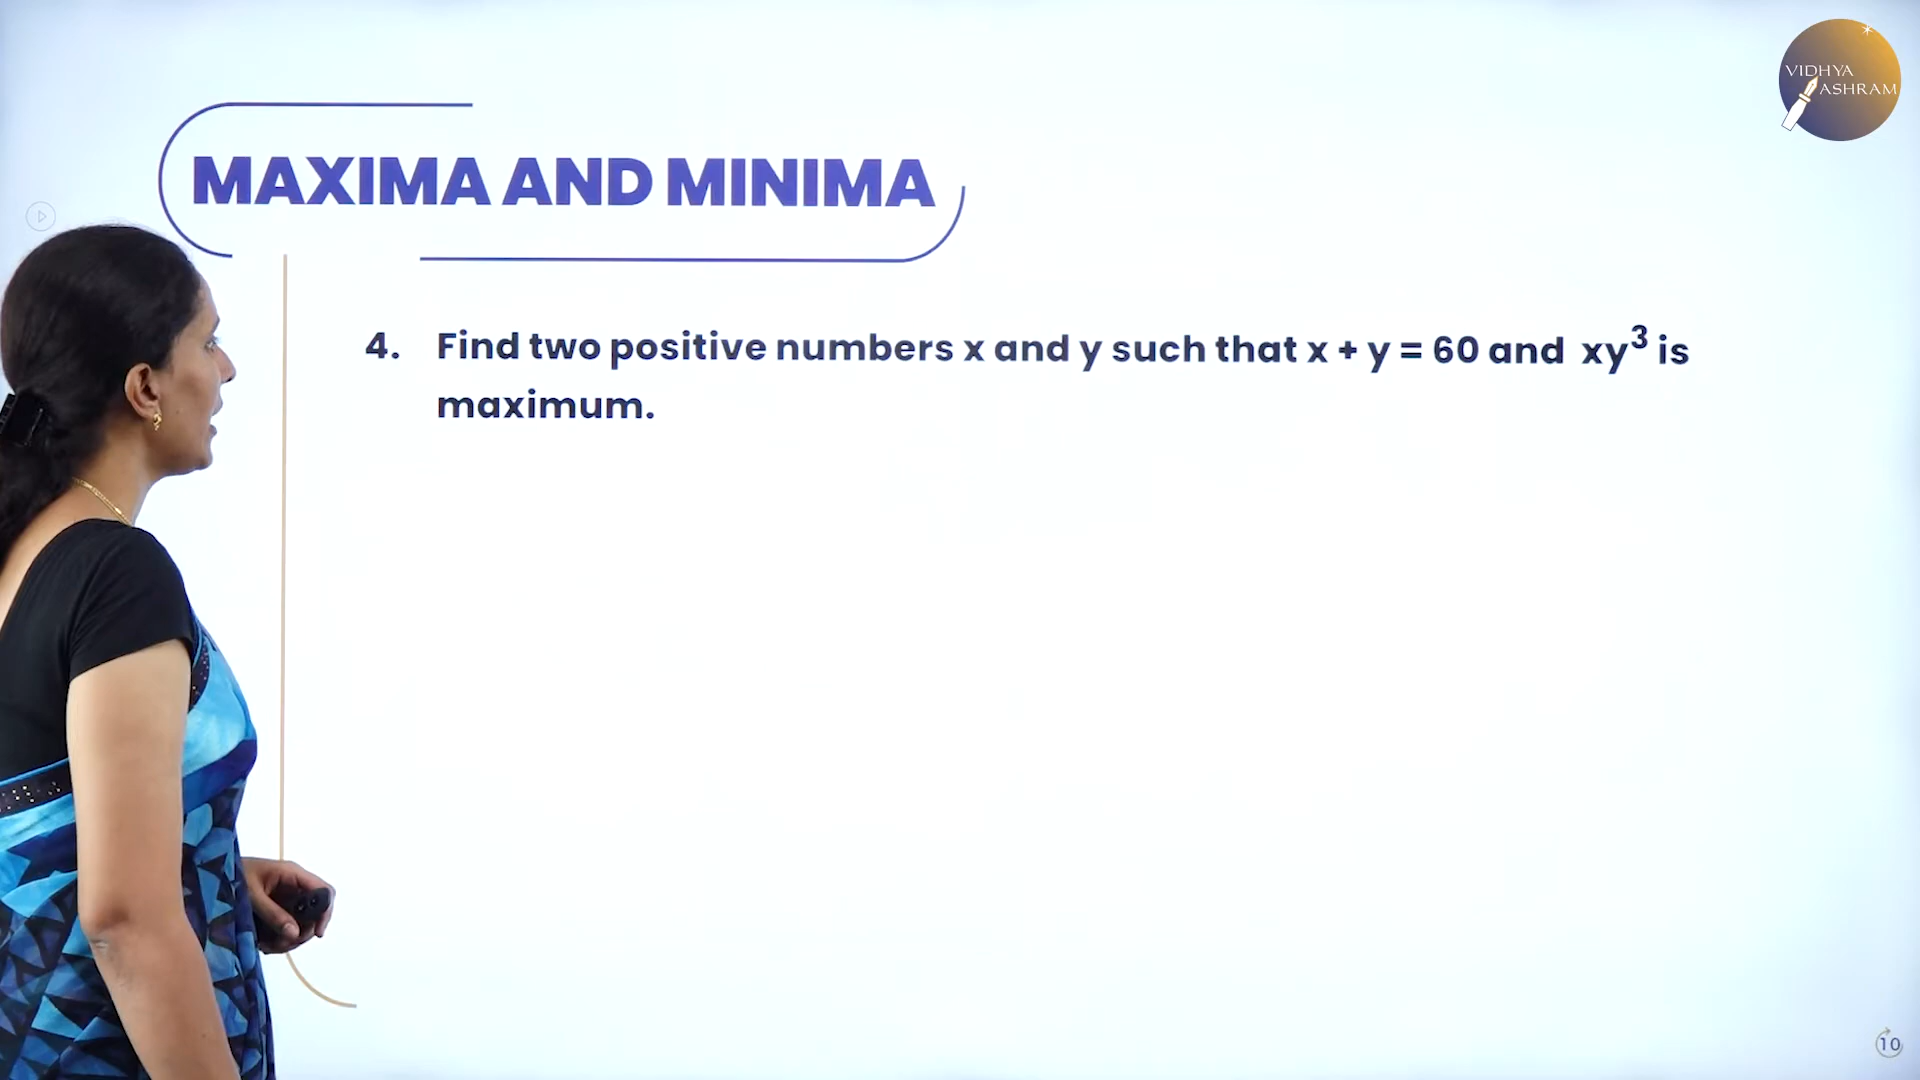 VIDHYA
ASHRAM
MAXIMA AND MINIMA
4. Find two positive numbers x and y such that x + y = 60 and xy³ is
maximum.
10